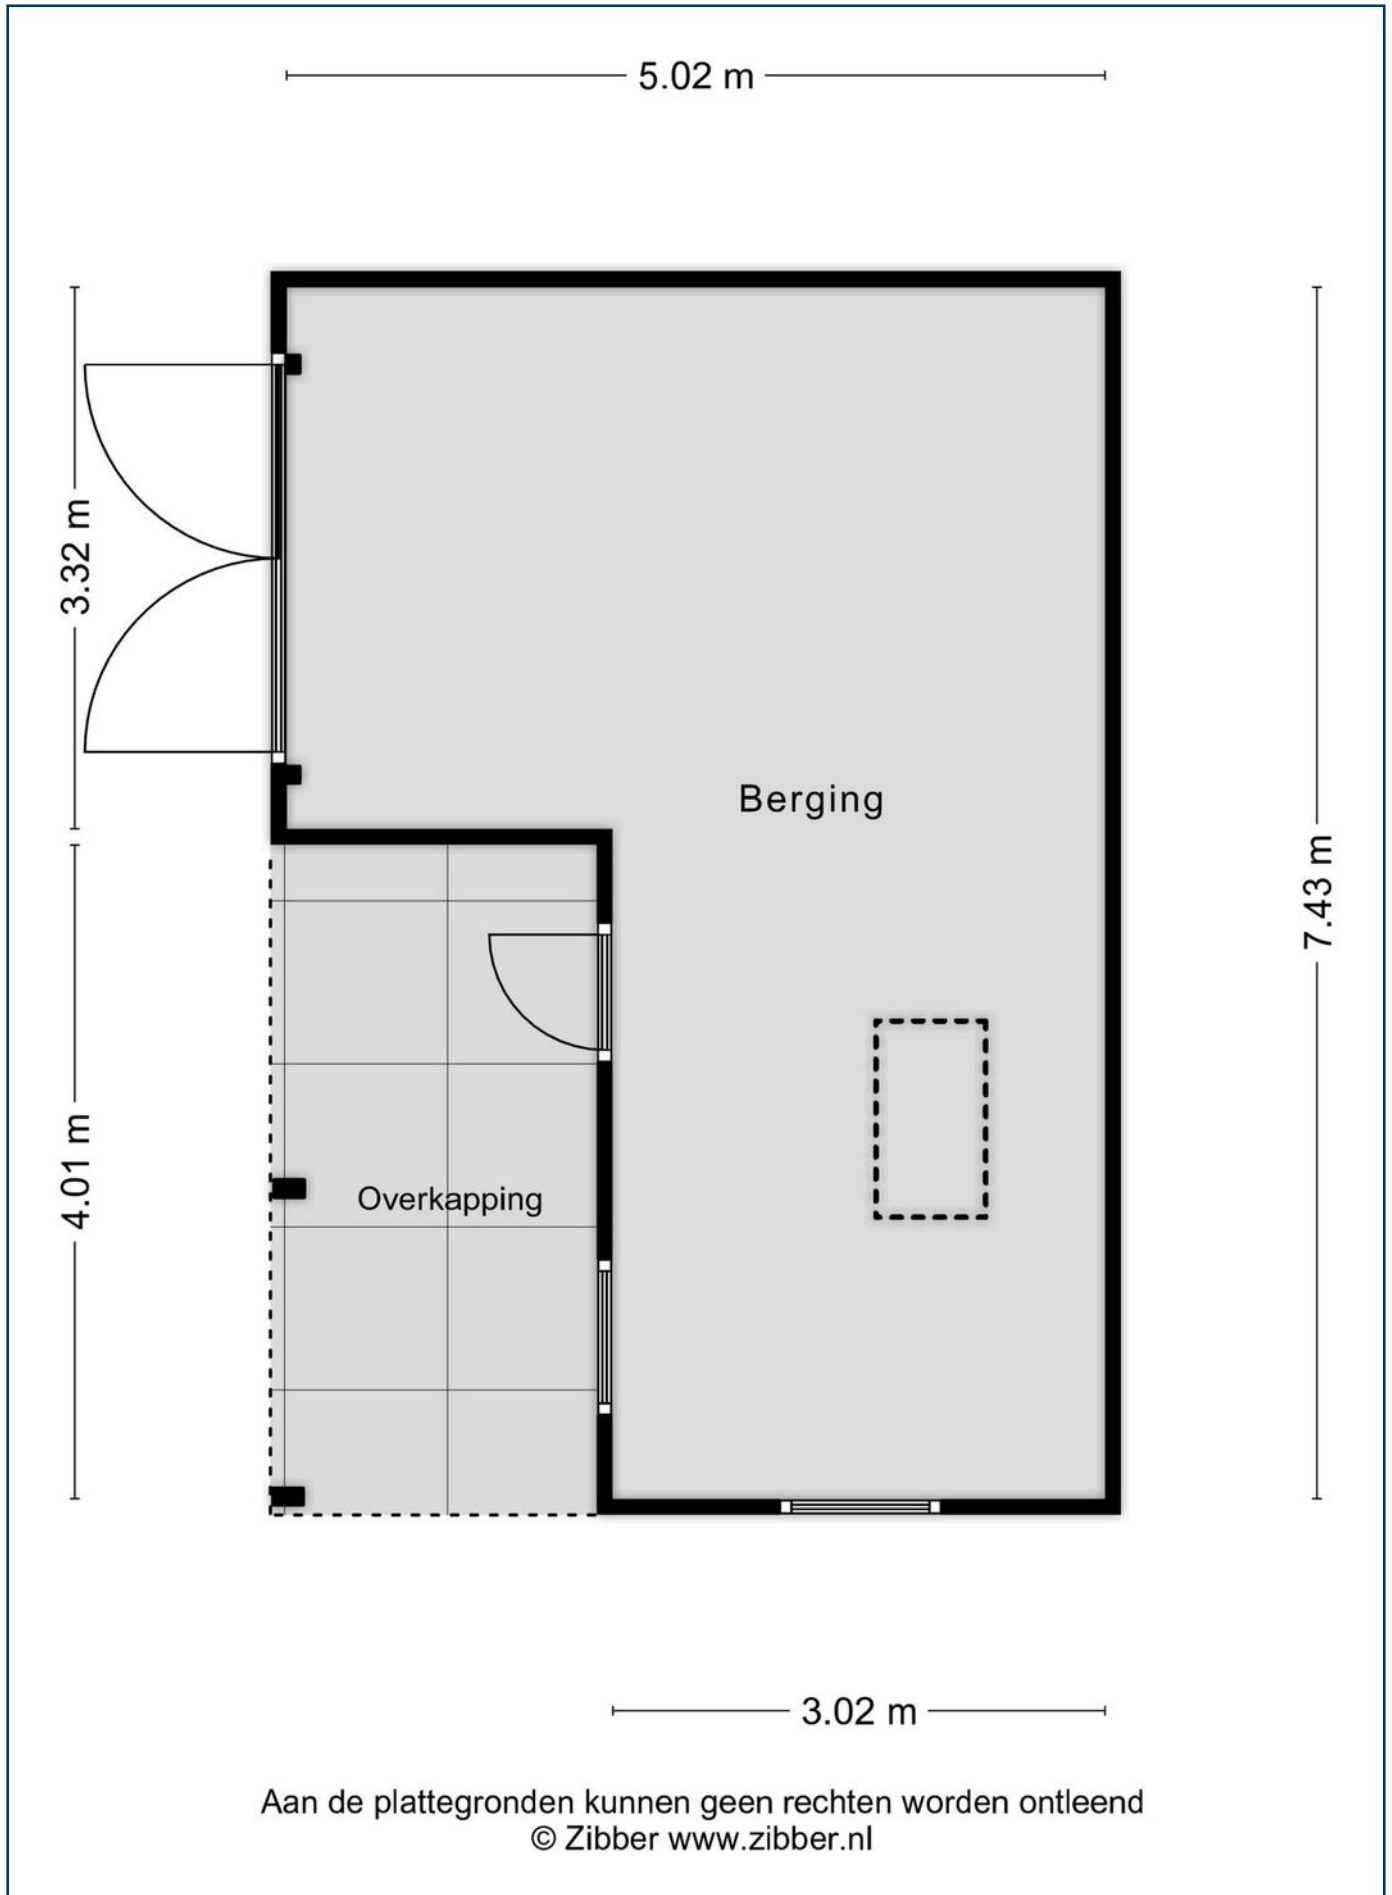 5.02 m
3.32 m
Berging
7.43 m
4.01 m
Overkapping
3.02 m
Aan de plattegronden kunnen geen rechten worden ontleend
© Zibber www.zibber.nl